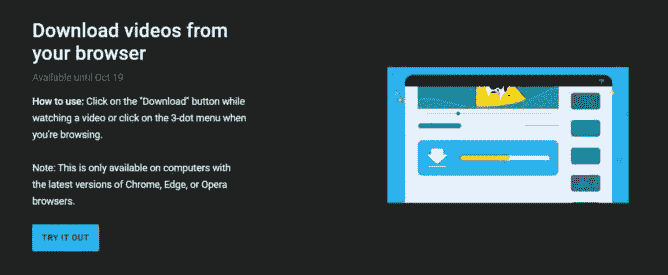 Download videos from
your browser
Available until Oct 19
How to use: Click on the "Download" button while
watching a video or click on the 3-dot menu when
you're browsing.
Note: This is only available on computers with
the latest versions of Chrome, Edge, or Opera
browsers.
TRY IT OUT